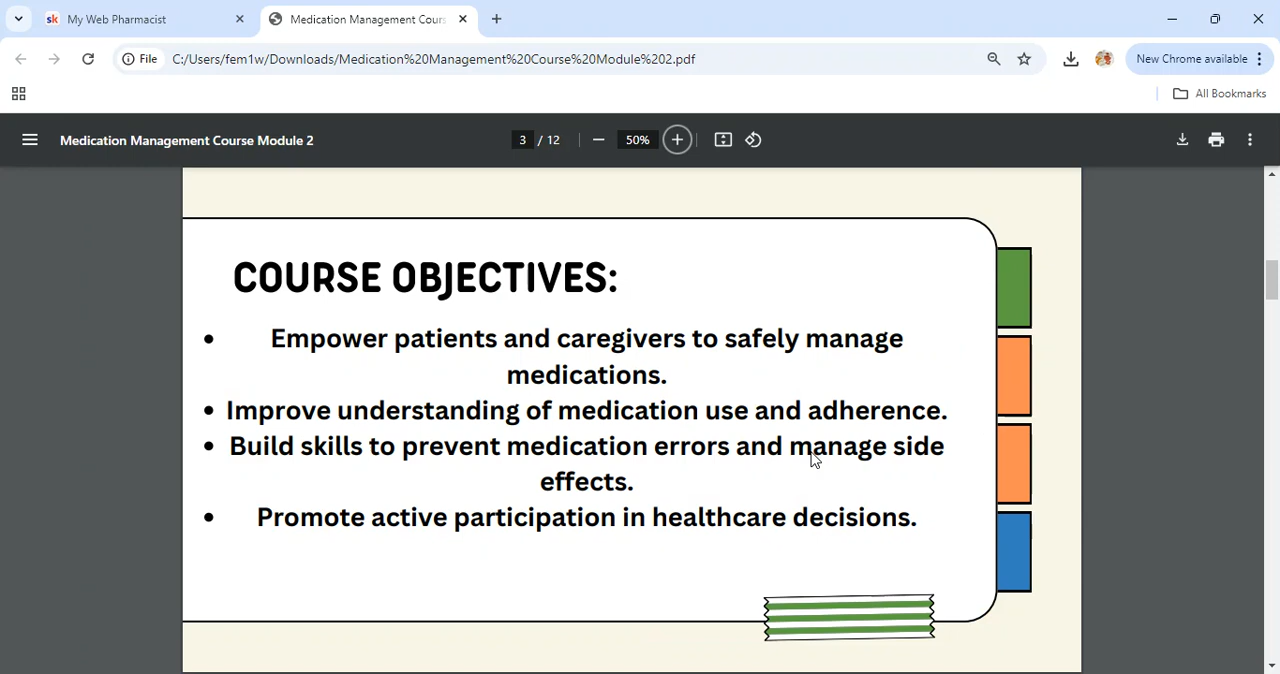 sk My Web Pharmacist
Medication Management Cours
File C:/Users/fem1w/Downloads/Medication%20Management%20Course%20Module%202.pdf
New Chrome available
All Bookmarks
Medication Management Course Module 2
3 / 12
50%
COURSE OBJECTIVES:
• Empower patients and caregivers to safely manage
medications.
• Improve understanding of medication use and adherence.
• Build skills to prevent medication errors and manage side
effects.
• Promote active participation in healthcare decisions.